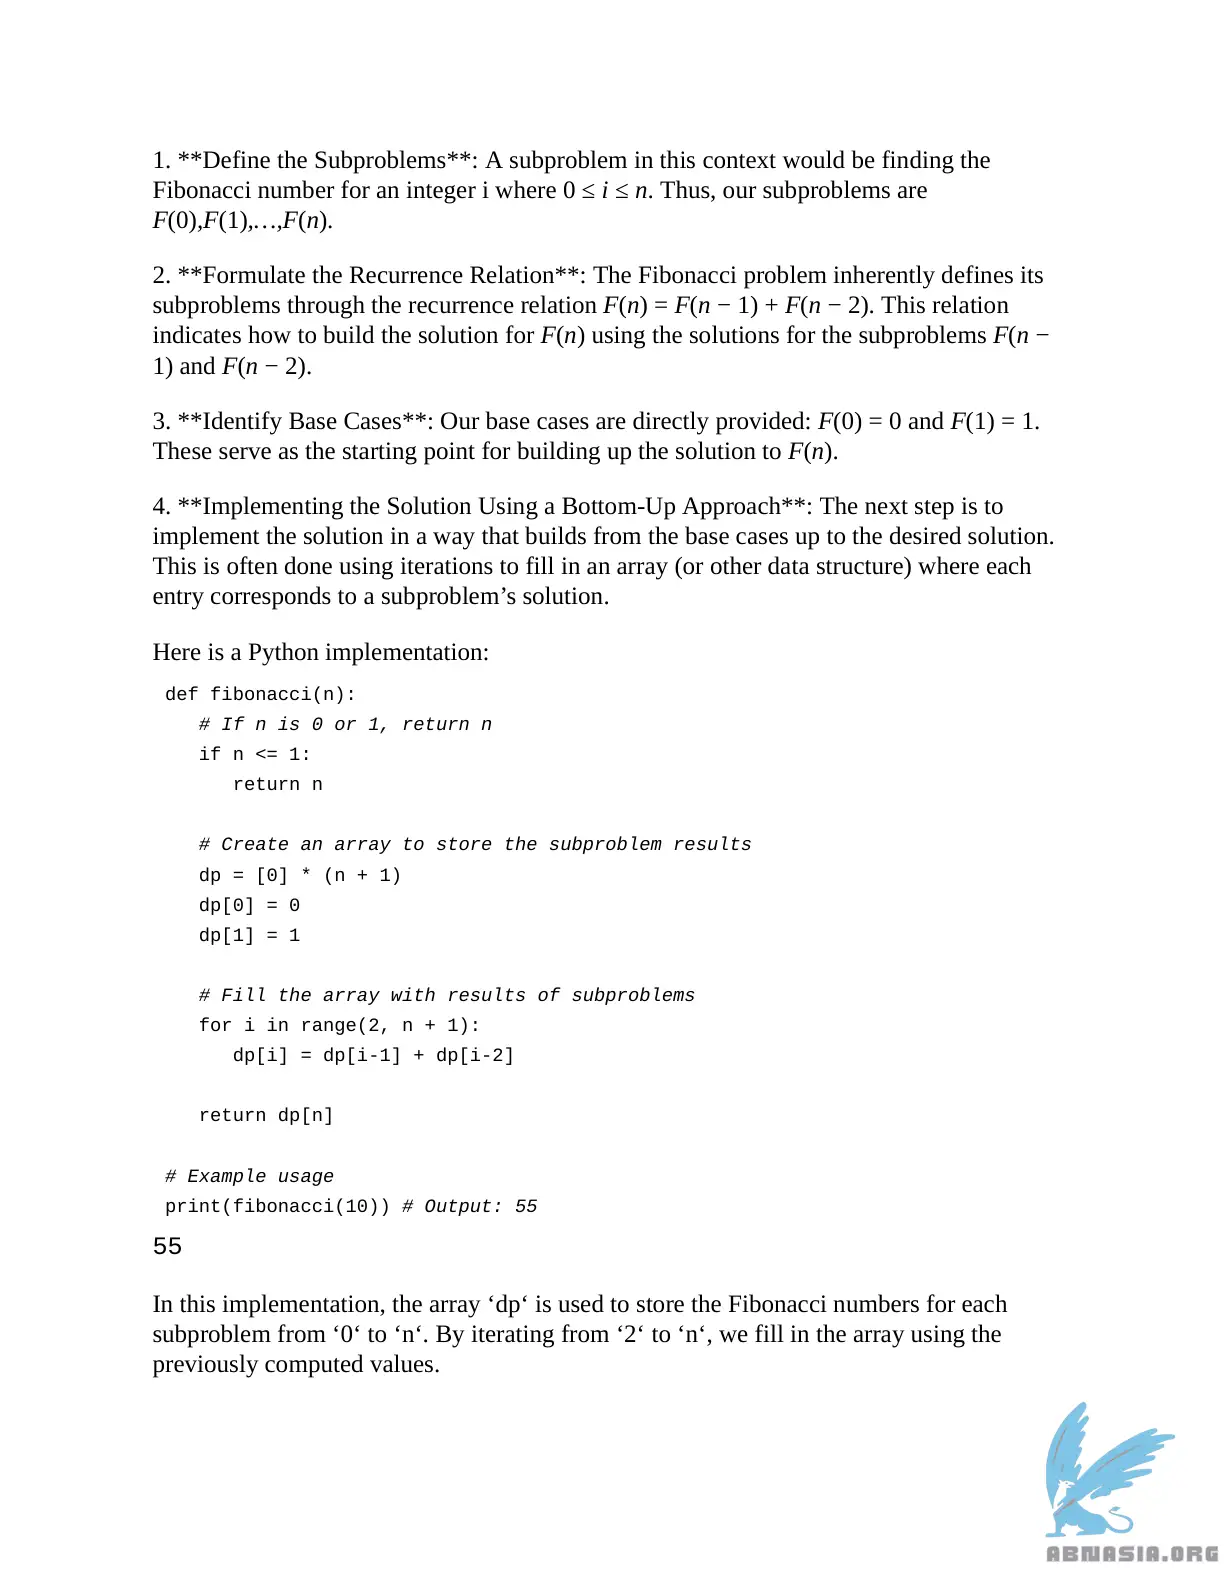 1. **Define the Subproblems**: A subproblem in this context would be finding the
Fibonacci number for an integer i where 0 ≤ i ≤ n. Thus, our subproblems are
F(0),F(1),…,F(n).
2. **Formulate the Recurrence Relation**: The Fibonacci problem inherently defines its
subproblems through the recurrence relation F(n) = F(n − 1) + F(n − 2). This relation
indicates how to build the solution for F(n) using the solutions for the subproblems F(n −
1) and F(n − 2).
3. **Identify Base Cases**: Our base cases are directly provided: F(0) = 0 and F(1) = 1.
These serve as the starting point for building up the solution to F(n).
4. **Implementing the Solution Using a Bottom-Up Approach**: The next step is to
implement the solution in a way that builds from the base cases up to the desired solution.
This is often done using iterations to fill in an array (or other data structure) where each
entry corresponds to a subproblem’s solution.
Here is a Python implementation:
def fibonacci(n):
# If n is 0 or 1, return n
if n <= 1:
return n
# Create an array to store the subproblem results
dp = [0] * (n + 1)
dp[0] = 0
dp[1] = 1
# Fill the array with results of subproblems
for i in range(2, n + 1):
dp[i] = dp[i-1] + dp[i-2]
return dp[n]
# Example usage
print(fibonacci(10)) # Output: 55
55
In this implementation, the array ‘dp‘ is used to store the Fibonacci numbers for each
subproblem from ‘0‘ to ‘n‘. By iterating from ‘2‘ to ‘n‘, we fill in the array using the
previously computed values.
ABNASIA.ORG